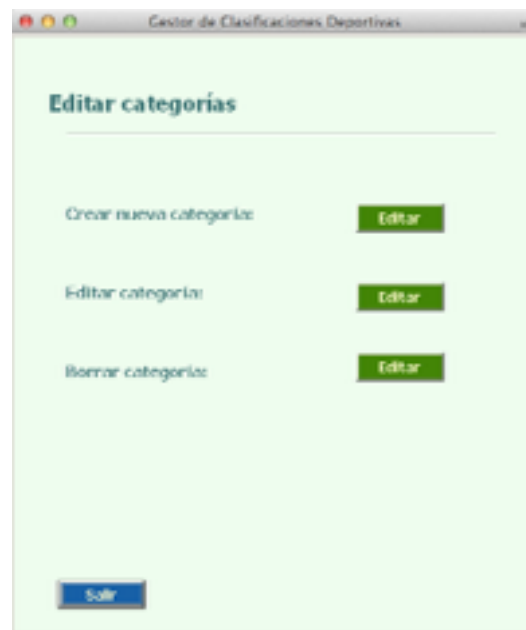 Gestor de Clasificaciones Deportivas
Editar categorías
Crear nueva categoría: Editar
Editar categoría: Editar
Borrar categoría: Editar
Salir